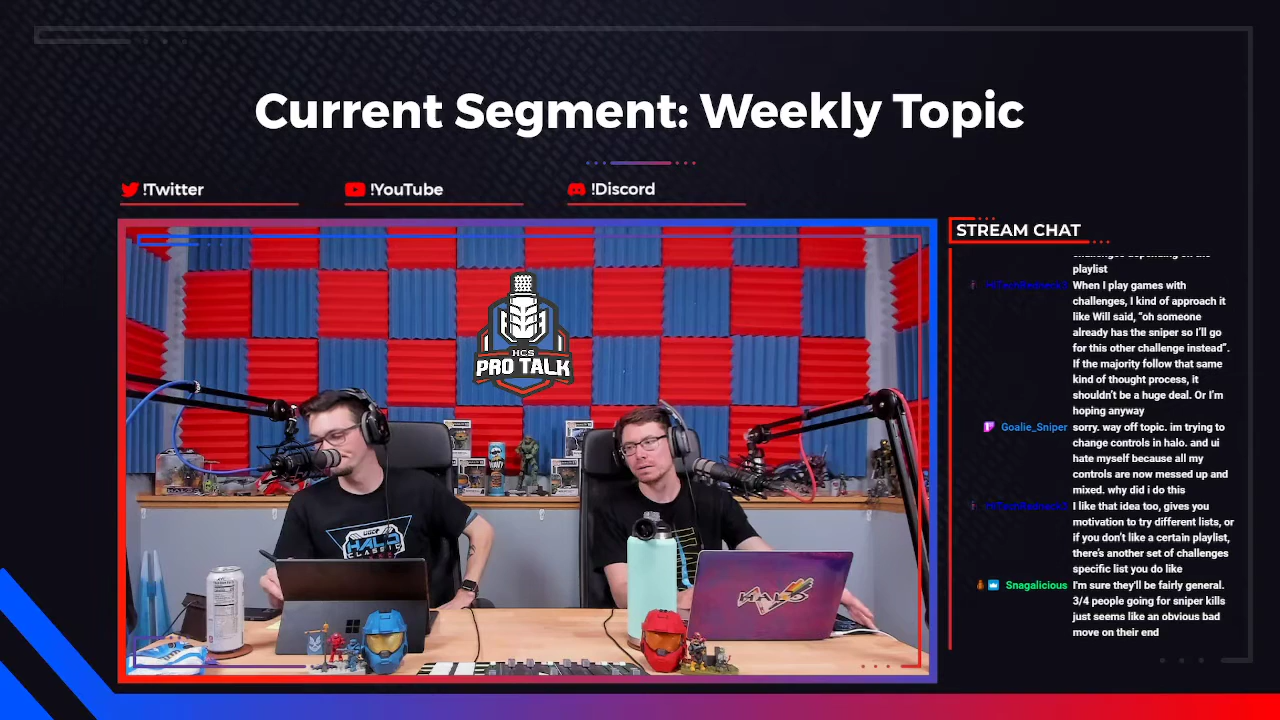 Current Segment: Weekly Topic
!Twitter
!YouTube
!Discord
STREAM CHAT
playlist
HiTechRedneck3 When I play games with
challenges, I kind of approach it
like Will said, “oh someone
already has the sniper so I’ll go
for this other challenge instead”.
If the majority follow that same
kind of thought process, it
shouldn’t be a huge deal. Or I’m
hoping anyway
Goalie_Sniper sorry. way off topic. im trying to
change controls in halo. and ui
hate myself because all my
controls are now messed up and
mixed. why did i do this
HiTechRedneck3 I like that idea too, gives you
motivation to try different lists, or
if you don’t like a certain playlist,
there’s another set of challenges
specific list you do like
Snagalicious I'm sure they'll be fairly general.
3/4 people going for sniper kills
just seems like an obvious bad
move on their end
HCS
PRO TALK
HALO
CLASSIC
HALO